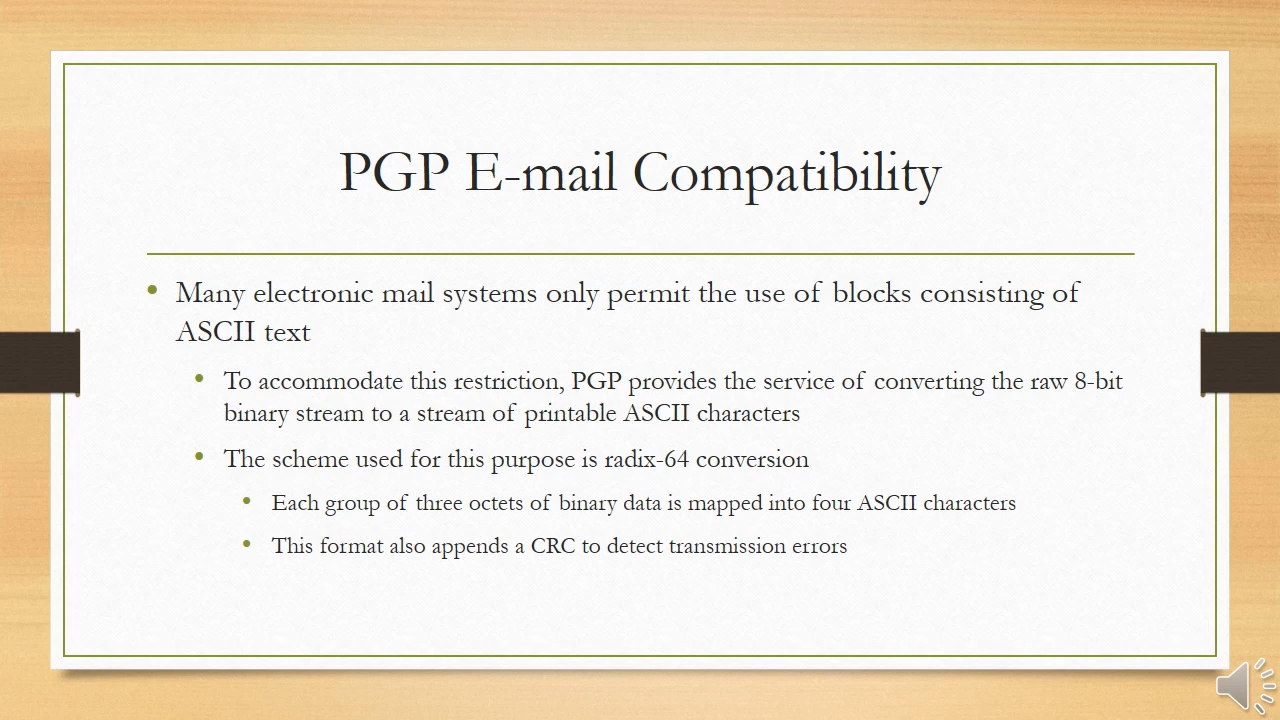 PGP E-mail Compatibility
• Many electronic mail systems only permit the use of blocks consisting of
ASCII text
• To accommodate this restriction, PGP provides the service of converting the raw 8-bit
binary stream to a stream of printable ASCII characters
• The scheme used for this purpose is radix-64 conversion
• Each group of three octets of binary data is mapped into four ASCII characters
• This format also appends a CRC to detect transmission errors